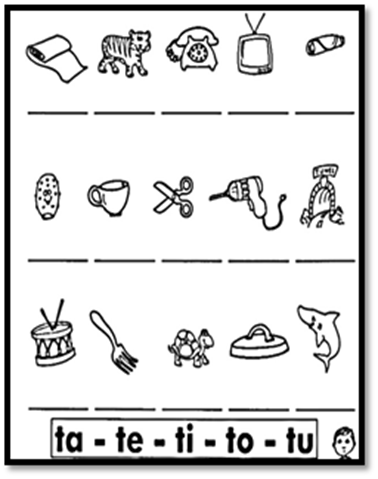 ta - te - ti - to - tu